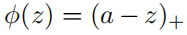 ϕ(z) = (a − z)₊